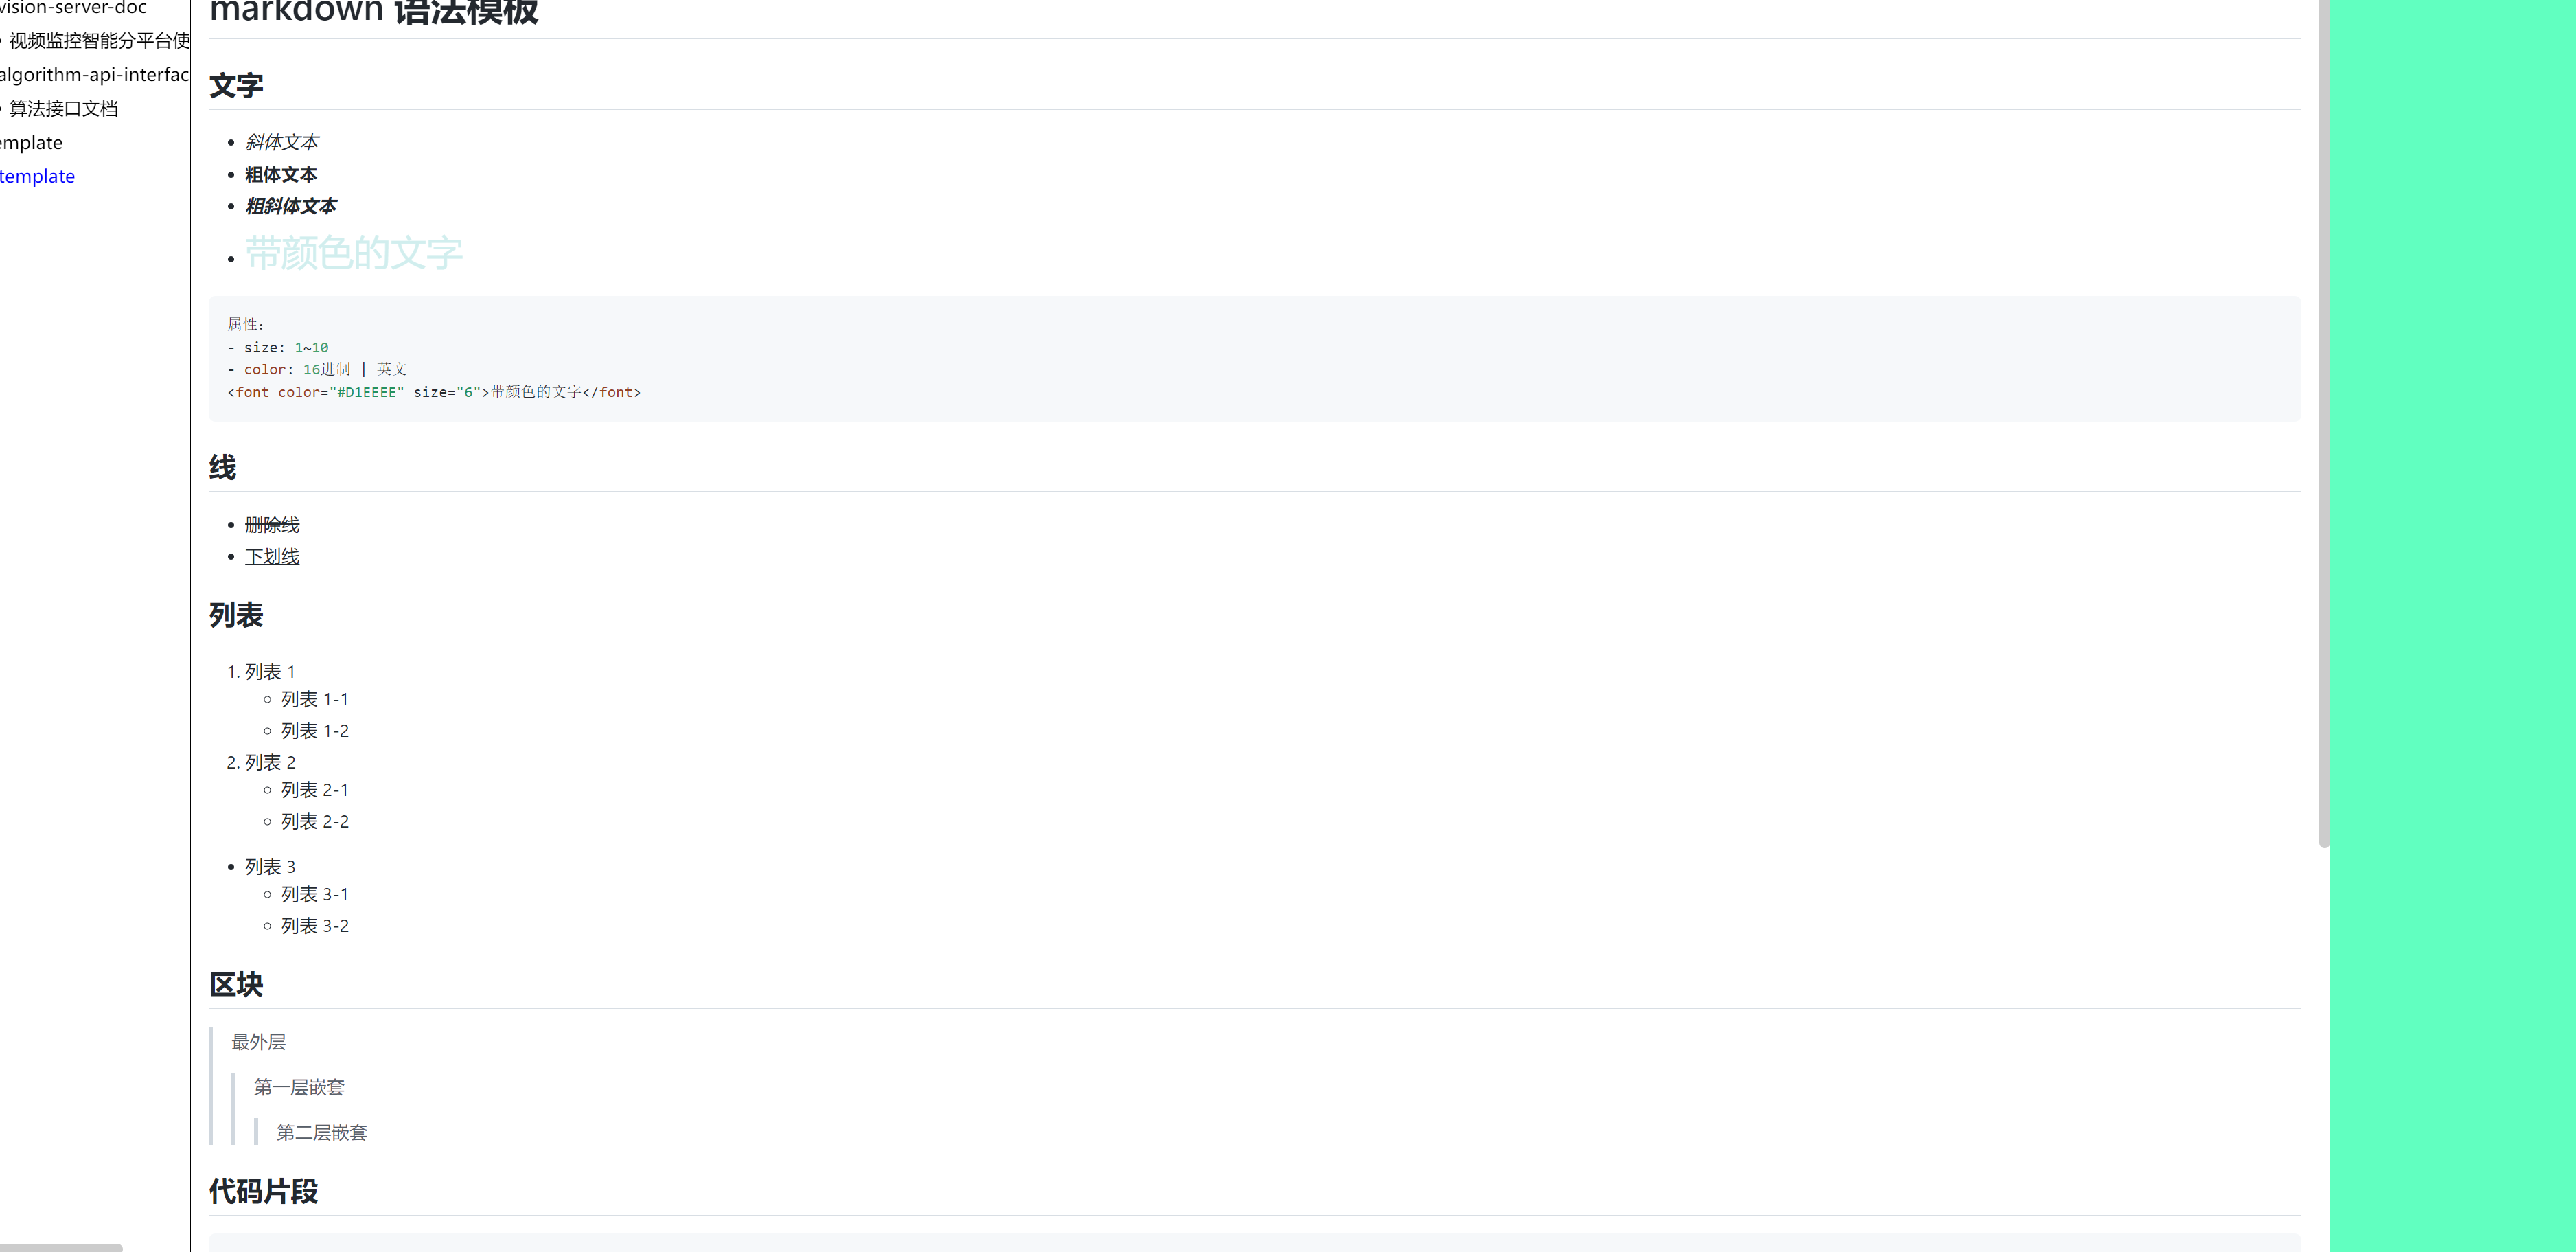 vision-server-doc
视频监控智能分平台使
algorithm-api-interfac
算法接口文档
emplate
template
markdown 语法模板
文字
斜体文本
粗体文本
粗斜体文本
带颜色的文字
属性：
- size: 1~10
- color: 16进制 | 英文
<font color="#D1EEEE" size="6">带颜色的文字</font>
线
删除线
下划线
列表
1. 列表 1
列表 1-1
列表 1-2
2. 列表 2
列表 2-1
列表 2-2
列表 3
列表 3-1
列表 3-2
区块
最外层
第一层嵌套
第二层嵌套
代码片段